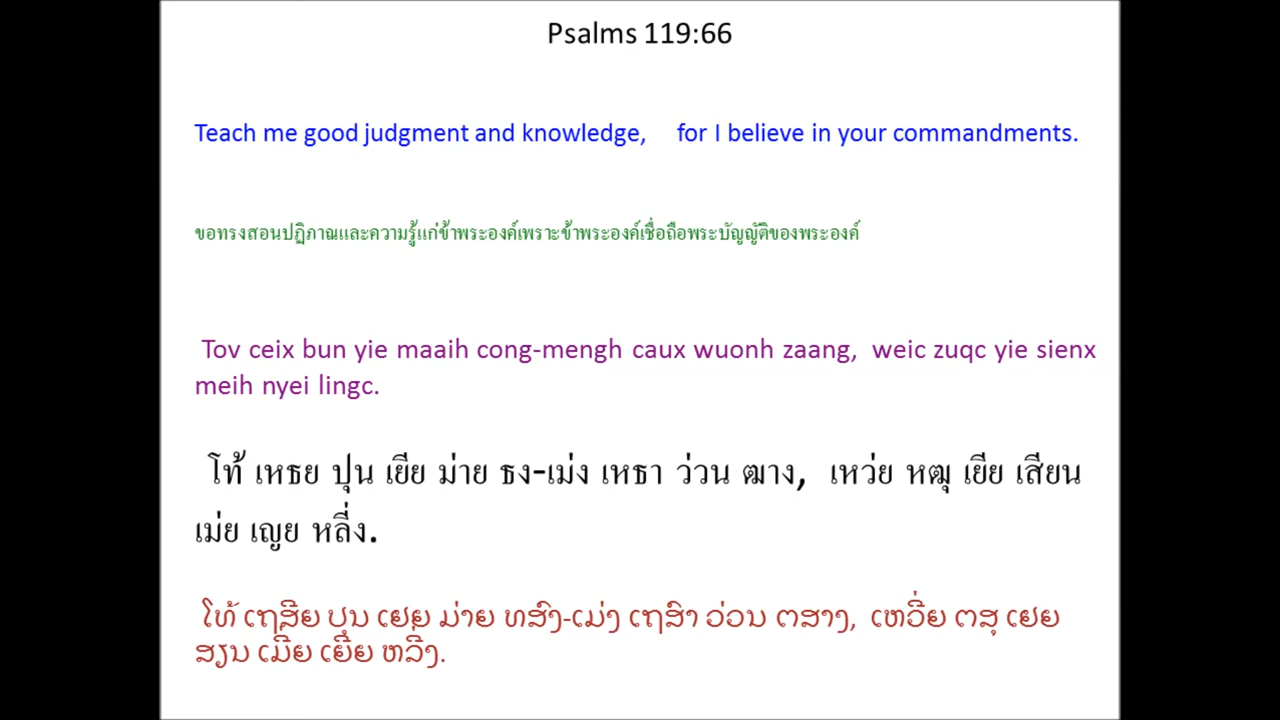 Psalms 119:66
Teach me good judgment and knowledge, for I believe in your commandments.
ขอทรงสอนปฏิภาณและความรู้แก่ข้าพระองค์เพราะข้าพระองค์เชื่อถือพระบัญญัติของพระองค์
Tov ceix bun yie maaih cong-mengh caux wuonh zaang, weic zuqc yie sienx
meih nyei lingc.
โท้ เหธย ปุน เยีย ม่าย ธง-เม่ง เหธา ว่วน ฒาง, เหว่ย หฒุ เยีย เสียน
เม่ย เญย หลี่ง.
ໂທ້ ເຖສີຍ ປຸນ ເຢຍ ມ່າຍ ທສົງ-ເມ່ງ ເຖສົາ ວ່ວນ ຕສາງ, ເຫວີ່ຍ ຕສຸ ເຢຍ
ສຽນ ເມີ່ຍ ເຍີຍ ຫລີ່ງ.